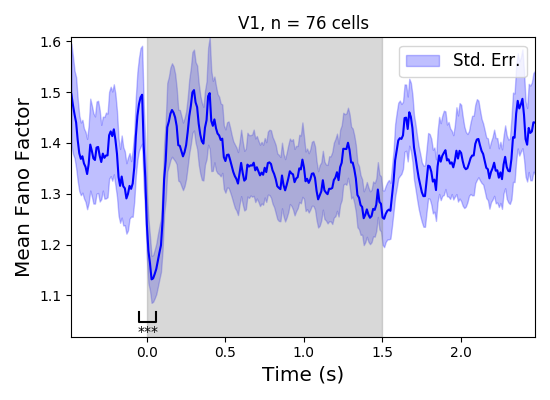 V1, n = 76 cells
Std. Err.
Mean Fano Factor
1.6
1.5
1.4
1.3
1.2
1.1
***
0.0 0.5 1.0 1.5 2.0
Time (s)